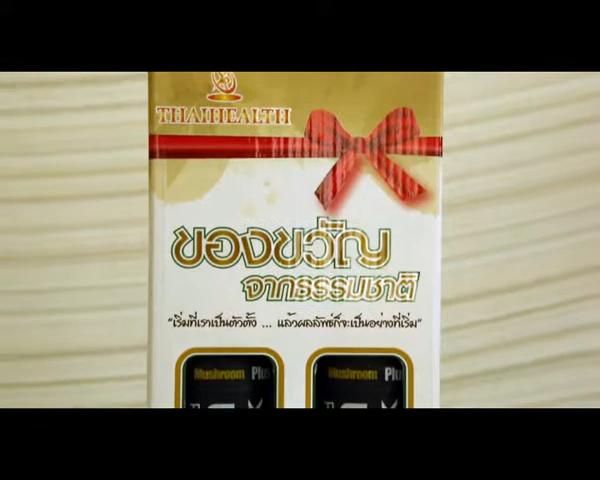 THAIHEALTH
ของขวัญ
จากธรรมชาติ
"เริ่มที่เราเป็นตัวตั้ง ... แล้วผลลัพธ์ก็จะเป็นอย่างที่เริ่ม"
Mushroom Plus Mushroom Plu